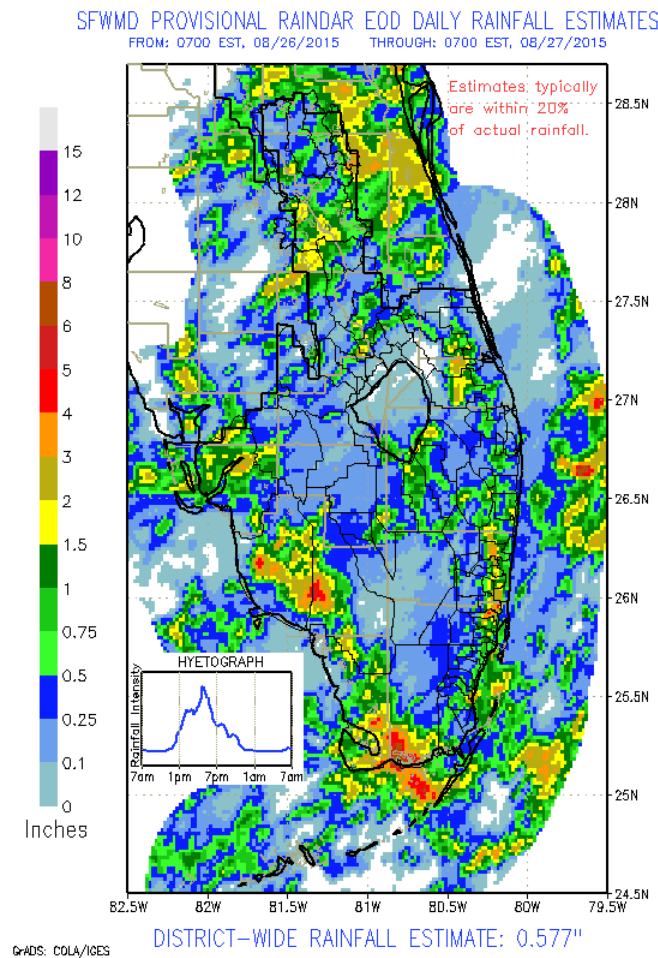 SFWMD PROVISIONAL RAINDAR EOD DAILY RAINFALL ESTIMATES
FROM: 0700 EST, 08/26/2015 THROUGH: 0700 EST, 08/27/2015
Estimates typically
are within 20%
of actual rainfall.
15
12
10
8
6
5
4
3
2
1.5
1
0.75
0.5
0.25
0.1
0
Inches
28.5N
28N
27.5N
27N
26.5N
26N
25.5N
25N
24.5N
HYETOGRAPH
Rainfall Intensity
7am 1pm 7pm 1am 7am
82.5W 82W 81.5W 81W 80.5W 80W 79.5W
DISTRICT-WIDE RAINFALL ESTIMATE: 0.577"
GrADS: COLA/IGES